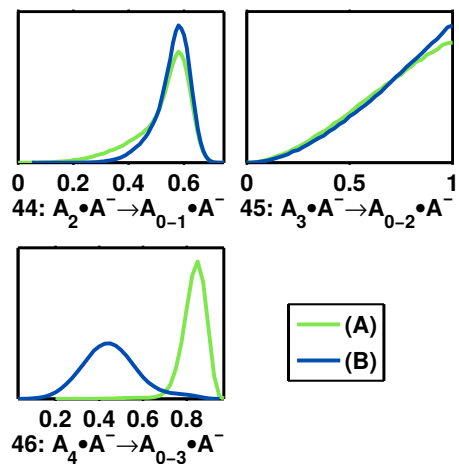 0 0.2 0.4 0.6
44: A₂•A⁻→A₀₋₁•A⁻
0 0.5 1
45: A₃•A⁻→A₀₋₂•A⁻
0.2 0.4 0.6 0.8
46: A₄•A⁻→A₀₋₃•A⁻
(A)
(B)